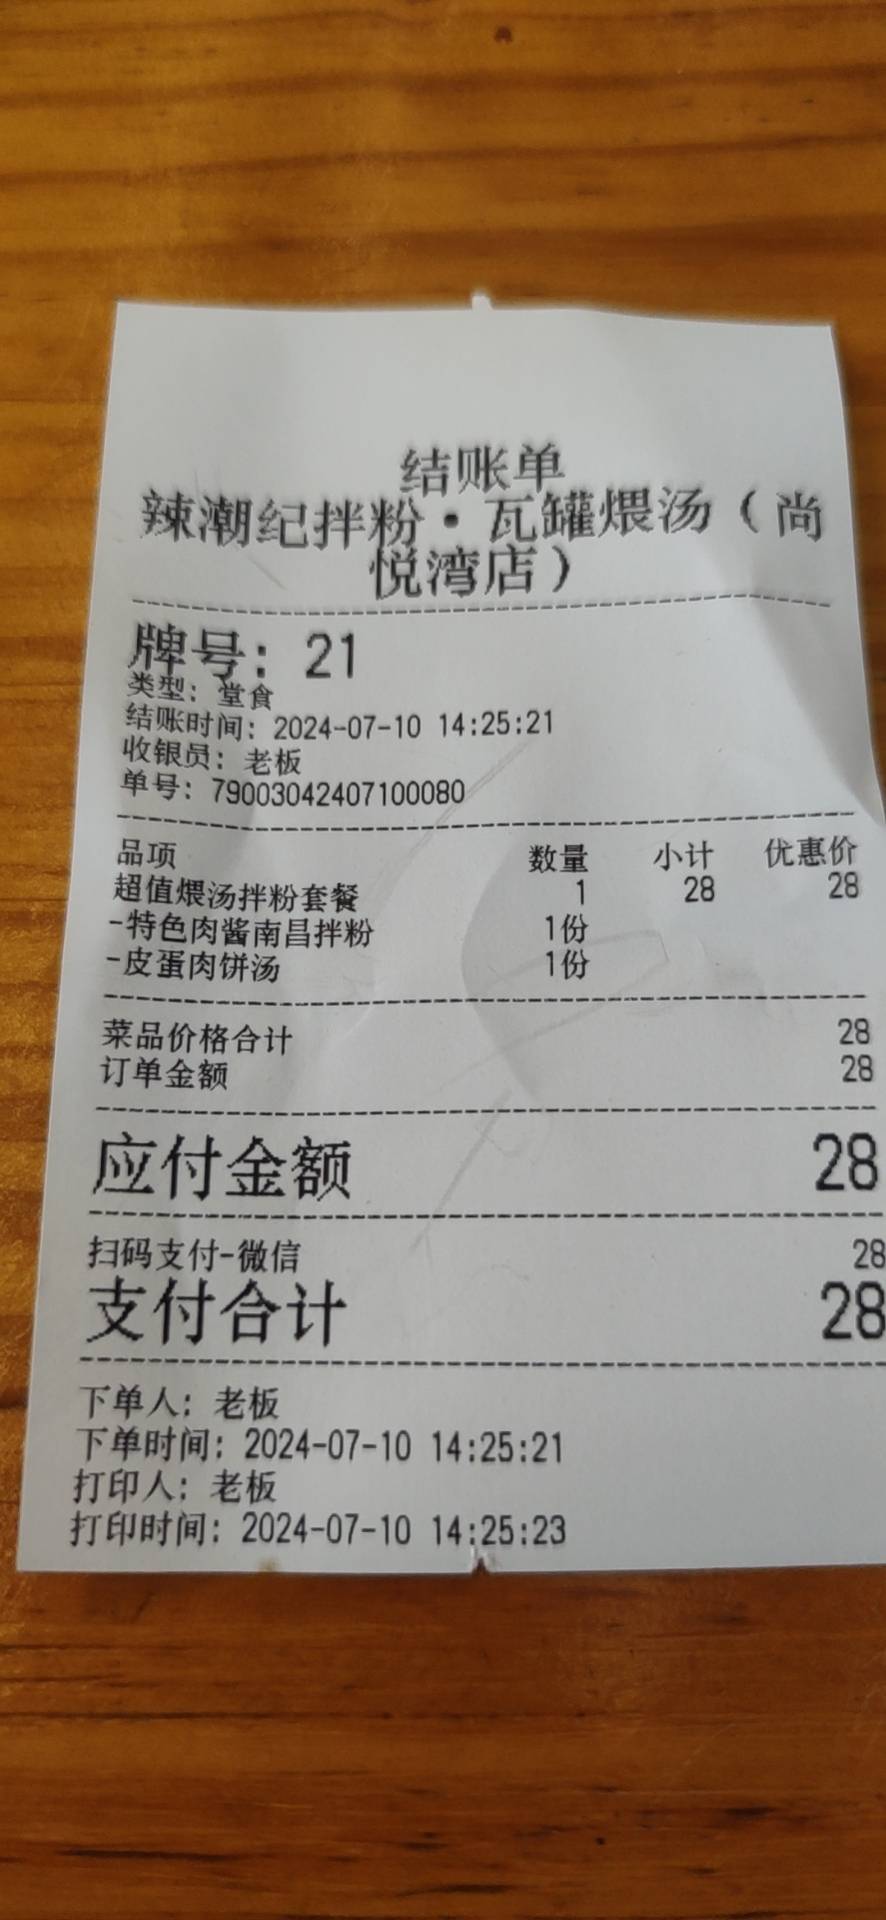 结账单
辣潮纪拌粉·瓦罐煨汤（尚
悦湾店）
牌号：21
类型：堂食
结账时间：2024-07-10 14:25:21
收银员：老板
单号：79003042407100080
品项 数量 小计 优惠价
超值煨汤拌粉套餐 1 28 28
-特色肉酱南昌拌粉 1份
-皮蛋肉饼汤 1份
菜品价格合计 28
订单金额 28
应付金额 28
扫码支付-微信 28
支付合计 28
下单人：老板
下单时间：2024-07-10 14:25:21
打印人：老板
打印时间：2024-07-10 14:25:23